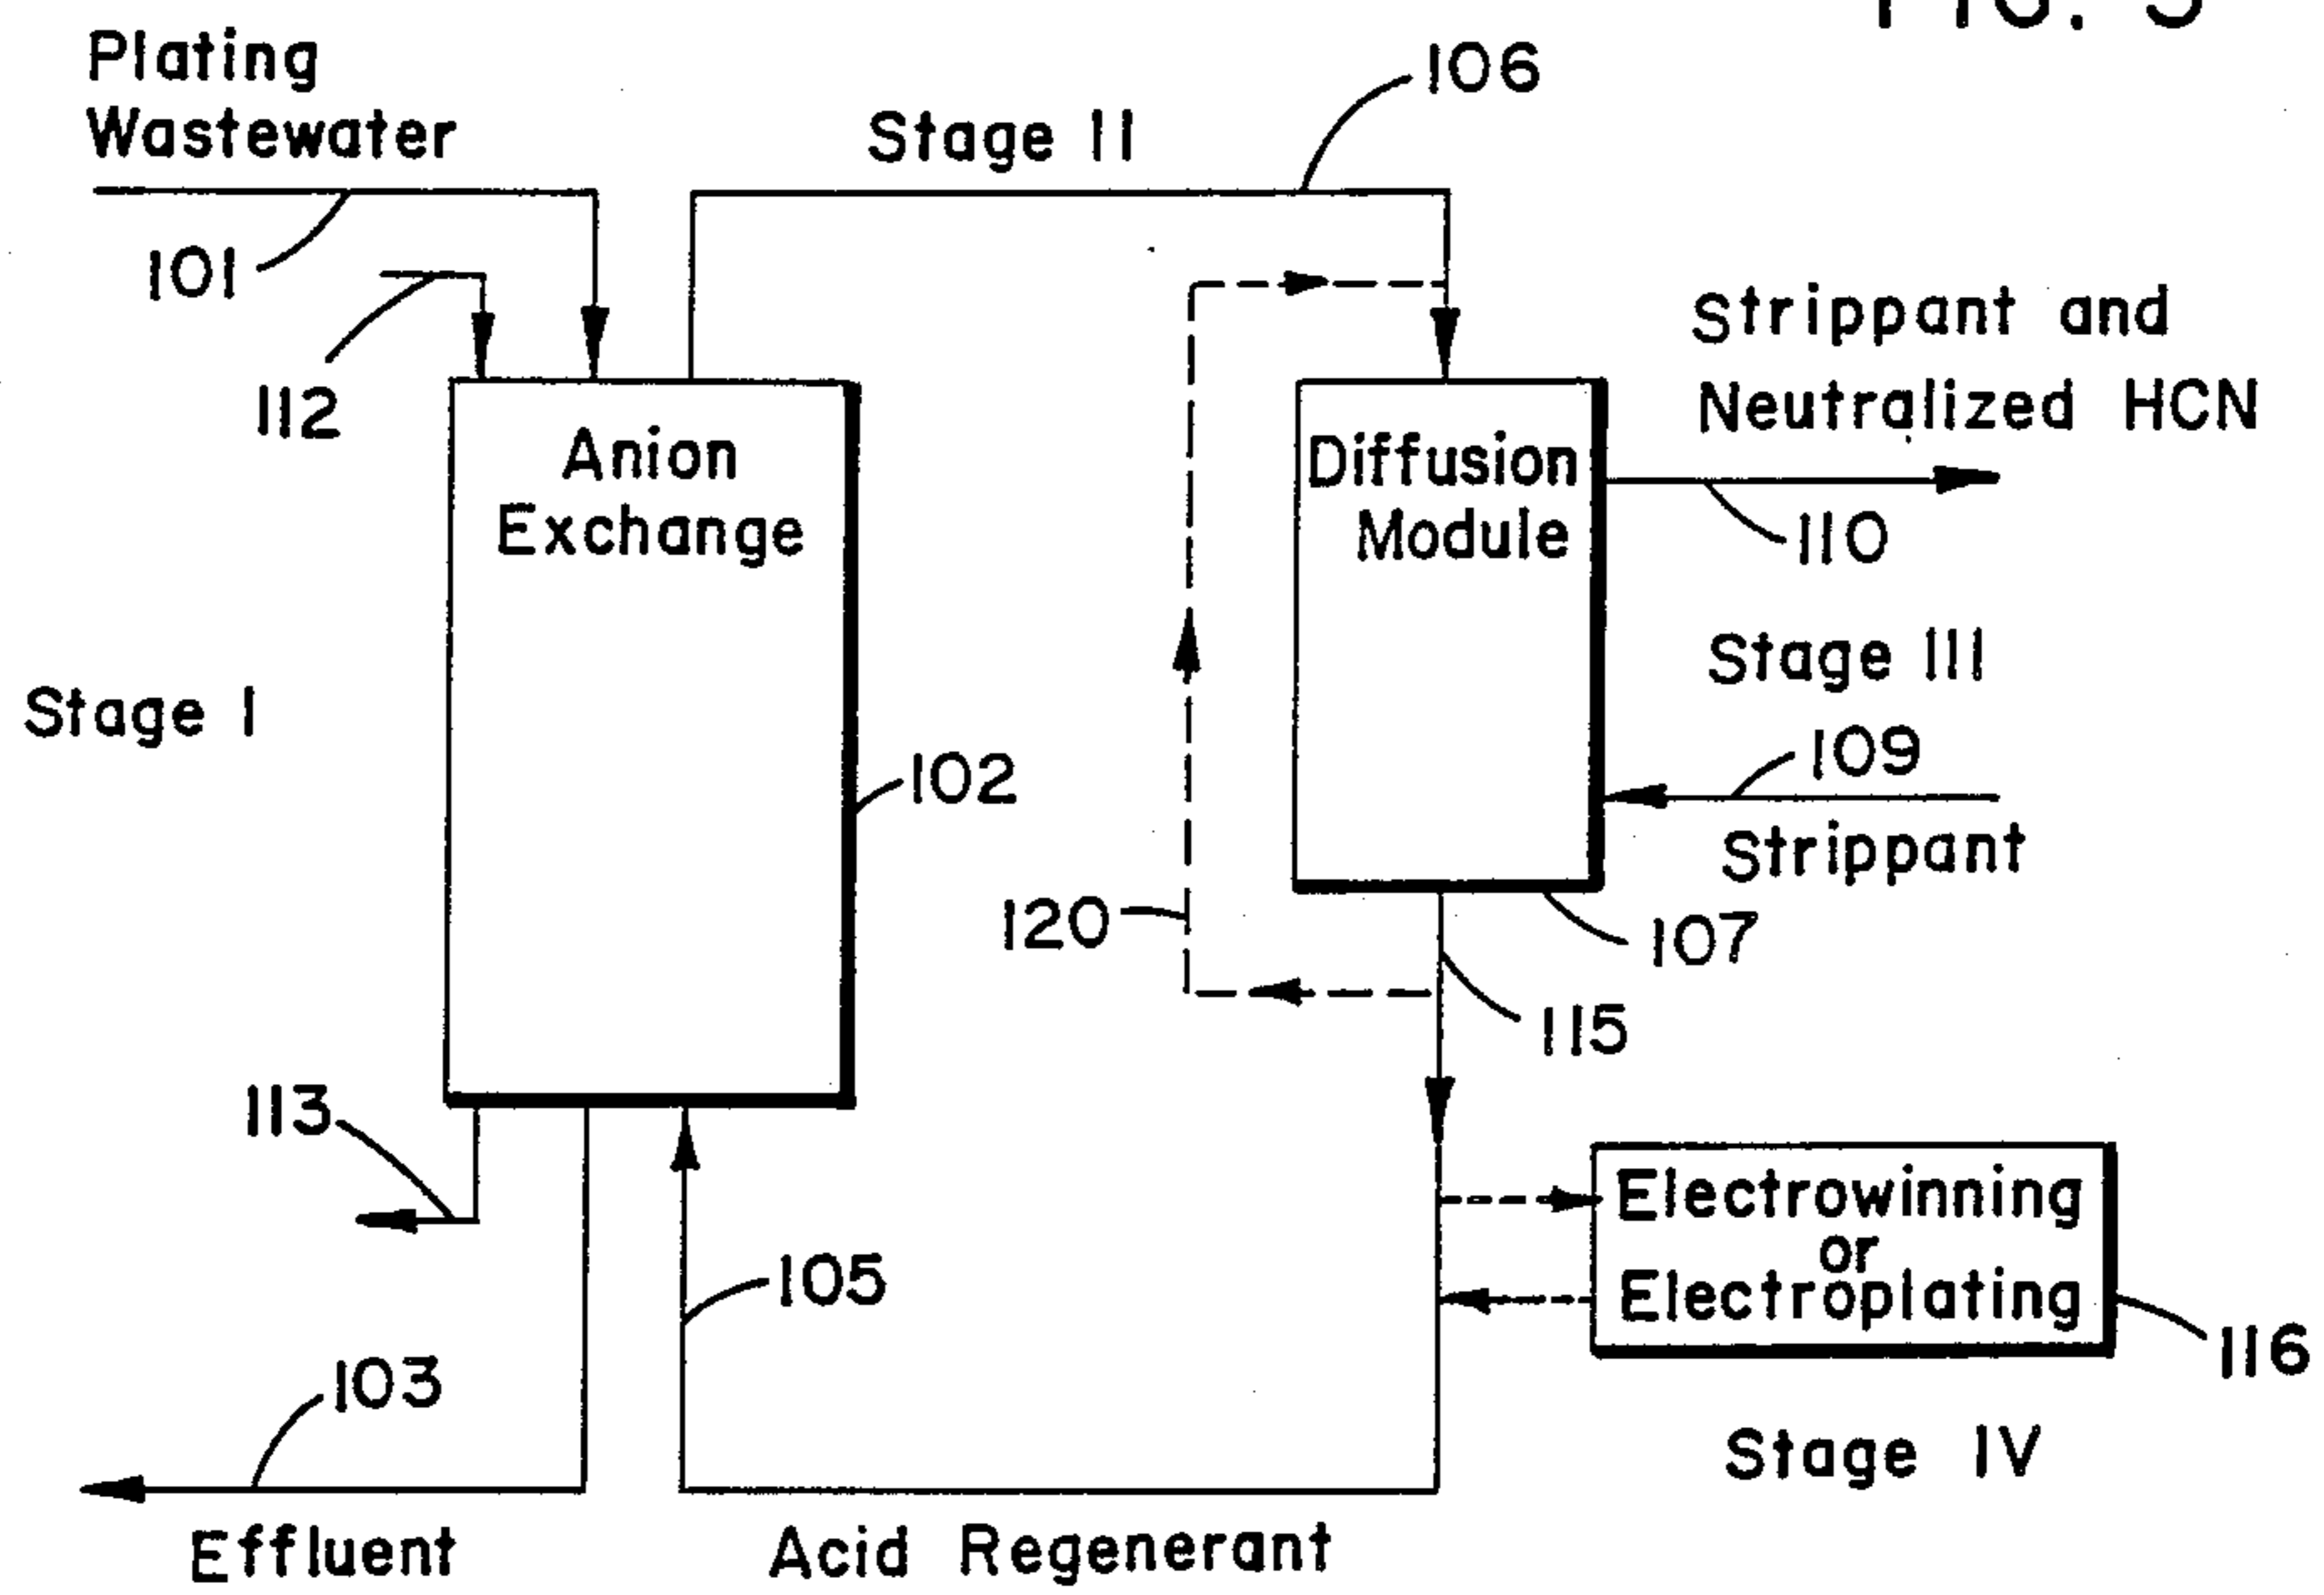 Plating
Wastewater
Stage II
106
101
112
Anion
Exchange
Diffusion
Module
Strippant and
Neutralized HCN
110
Stage III
Stage I
102
109
Strippant
120
107
115
113
105
Electrowinning
or
Electroplating
116
103
Stage IV
Effluent
Acid Regenerant